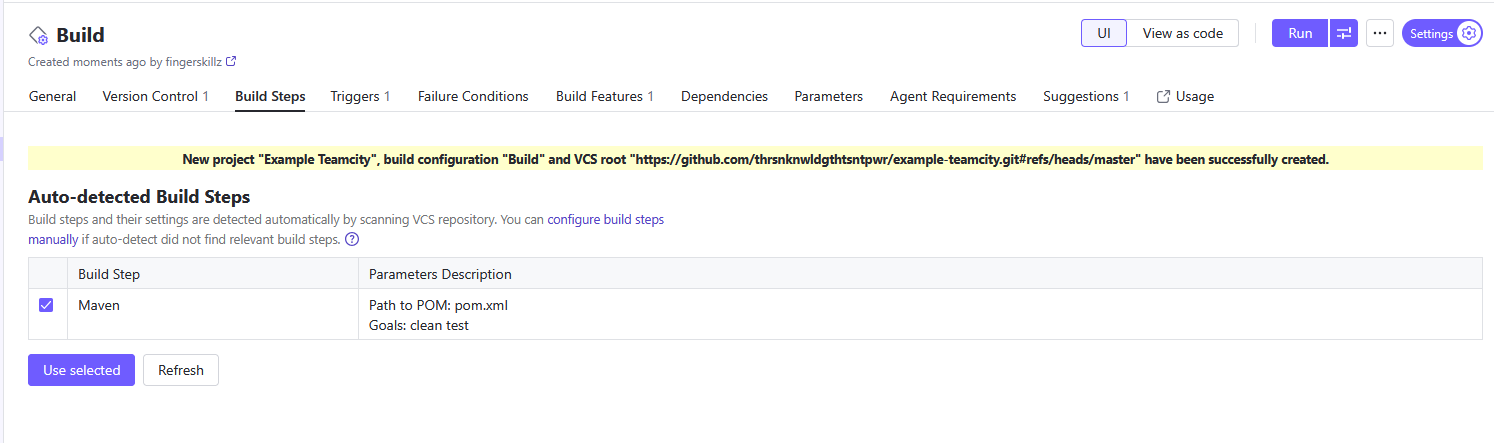 Build
UI View as code Run ... Settings
Created moments ago by fingerskillz
General Version Control 1 Build Steps Triggers 1 Failure Conditions Build Features 1 Dependencies Parameters Agent Requirements Suggestions 1 Usage
New project "Example Teamcity", build configuration "Build" and VCS root "https://github.com/thrsnknwldgthtsntpwr/example-teamcity.git#refs/heads/master" have been successfully created.
Auto-detected Build Steps
Build steps and their settings are detected automatically by scanning VCS repository. You can configure build steps
manually if auto-detect did not find relevant build steps. ?
Build Step Parameters Description
Maven Path to POM: pom.xml
Goals: clean test
Use selected Refresh